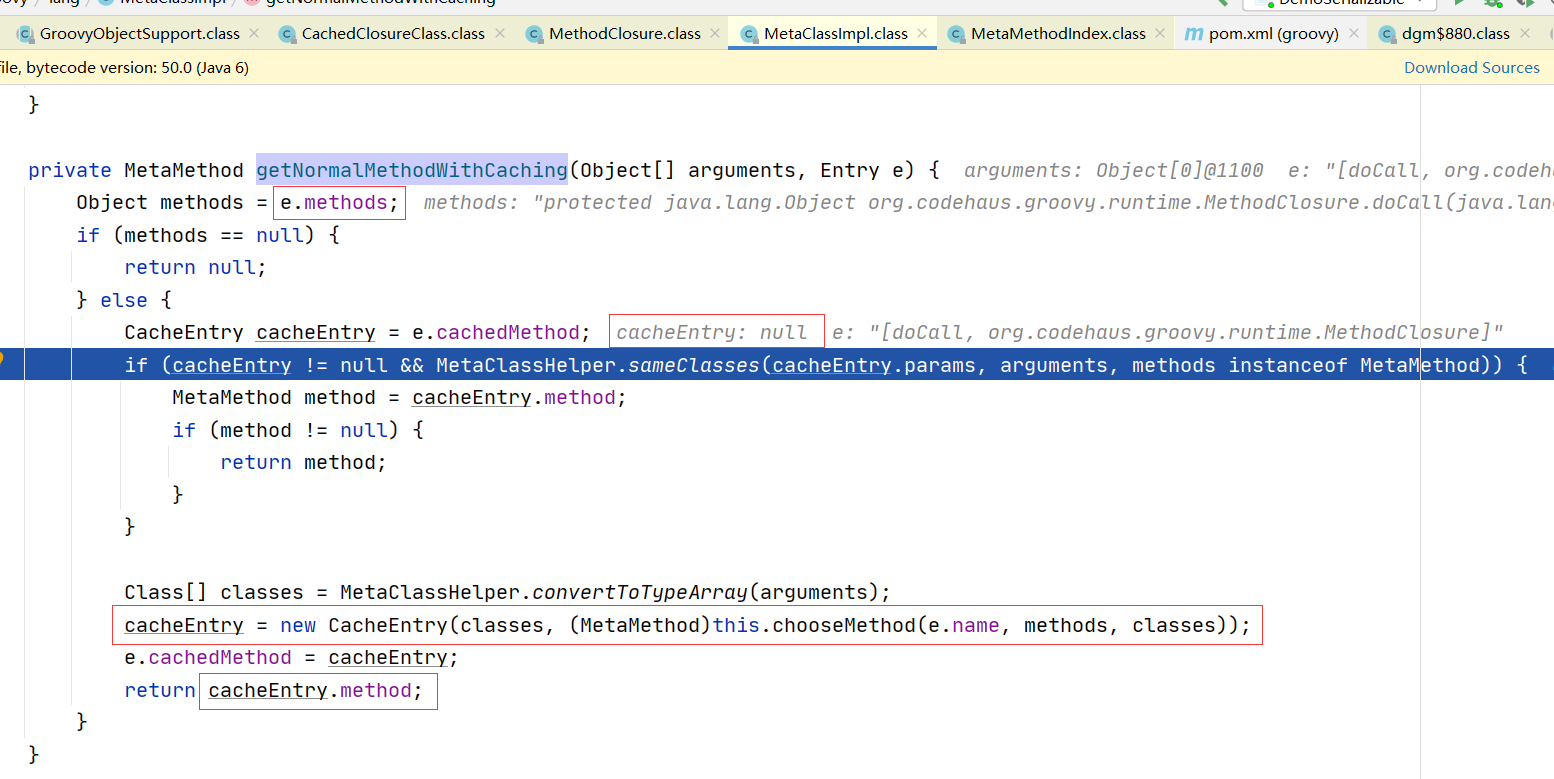 lang MetaClassImpl getNormalMethodWithCaching DemoSerializable
GroovyObjectSupport.class CachedClosureClass.class MethodClosure.class MetaClassImpl.class MetaMethodIndex.class pom.xml (groovy) dgm$880.class
file, bytecode version: 50.0 (Java 6) Download Sources
}
private MetaMethod getNormalMethodWithCaching(Object[] arguments, Entry e) { arguments: Object[0]@1100 e: "[doCall, org.codeha
Object methods = e.methods; methods: "protected java.lang.Object org.codehaus.groovy.runtime.MethodClosure.doCall(java.lan
if (methods == null) {
return null;
} else {
CacheEntry cacheEntry = e.cachedMethod; cacheEntry: null e: "[doCall, org.codehaus.groovy.runtime.MethodClosure]"
if (cacheEntry != null && MetaClassHelper.sameClasses(cacheEntry.params, arguments, methods instanceof MetaMethod)) {
MetaMethod method = cacheEntry.method;
if (method != null) {
return method;
}
}
Class[] classes = MetaClassHelper.convertToTypeArray(arguments);
cacheEntry = new CacheEntry(classes, (MetaMethod)this.chooseMethod(e.name, methods, classes));
e.cachedMethod = cacheEntry;
return cacheEntry.method;
}
}